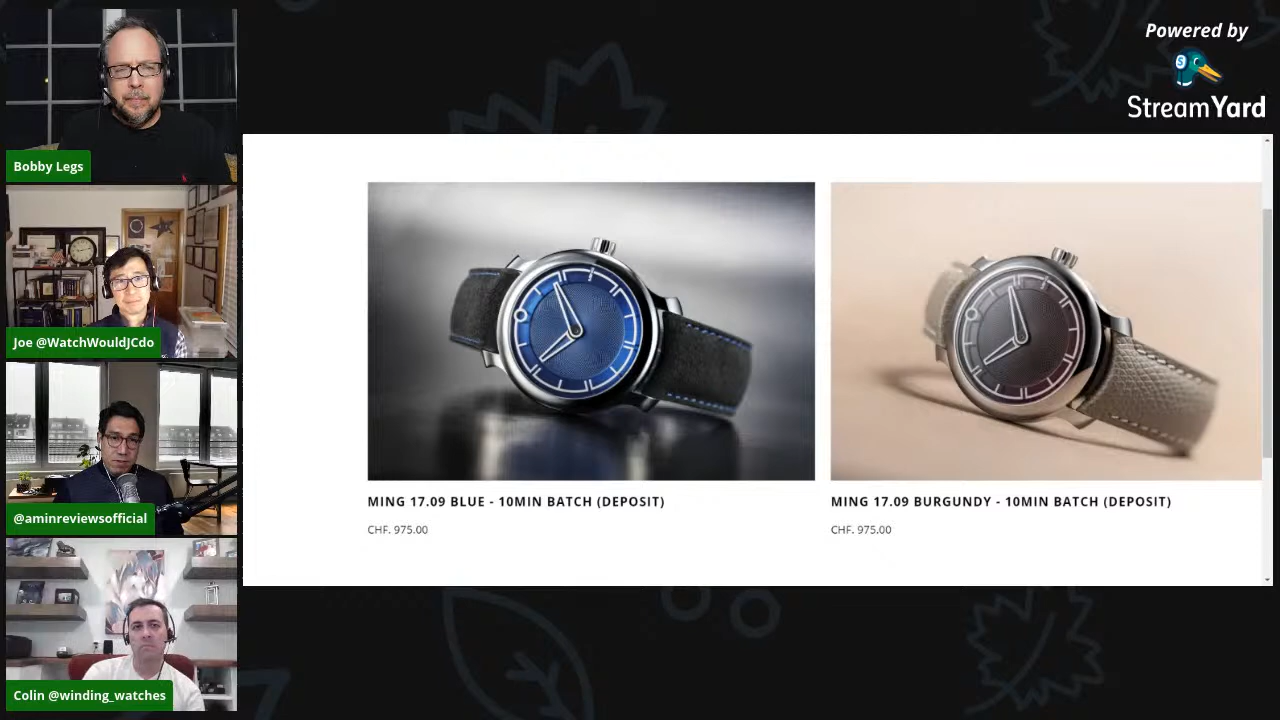 Powered by
StreamYard
Bobby Legs
Joe @WatchWouldJCdo
@aminreviewsofficial
Colin @winding_watches
MING 17.09 BLUE - 10MIN BATCH (DEPOSIT)
CHF. 975.00
MING 17.09 BURGUNDY - 10MIN BATCH (DEPOSIT)
CHF. 975.00